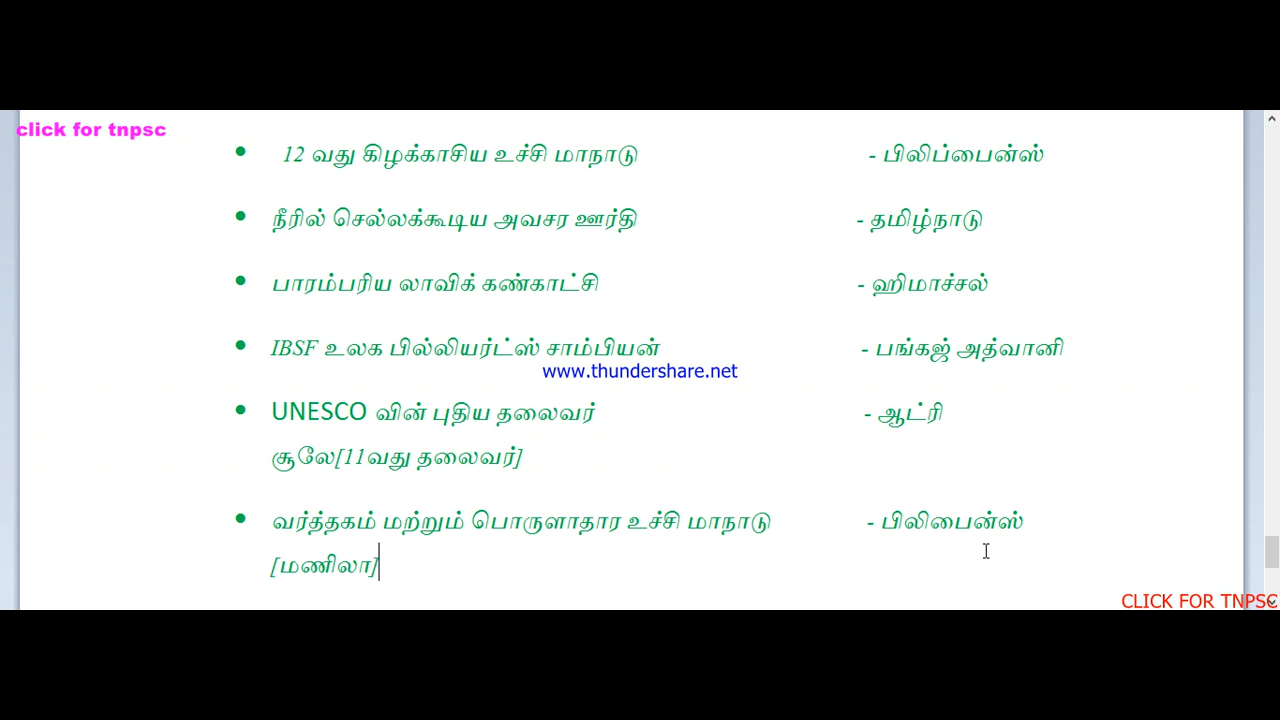 click for tnpsc
12 வது கிழக்காசிய உச்சி மாநாடு - பிலிப்பைன்ஸ்
நீரில் செல்லக்கூடிய அவசர ஊர்தி - தமிழ்நாடு
பாரம்பரிய லாவிக் கண்காட்சி - ஹிமாச்சல்
IBSF உலக பில்லியர்ட்ஸ் சாம்பியன் - பங்கஜ் அத்வானி
www.thundershare.net
UNESCO வின் புதிய தலைவர் - ஆட்ரி
சூலே[11வது தலைவர்]
வர்த்தகம் மற்றும் பொருளாதார உச்சி மாநாடு - பிலிபைன்ஸ்
[மணிலா]
CLICK FOR TNPSC